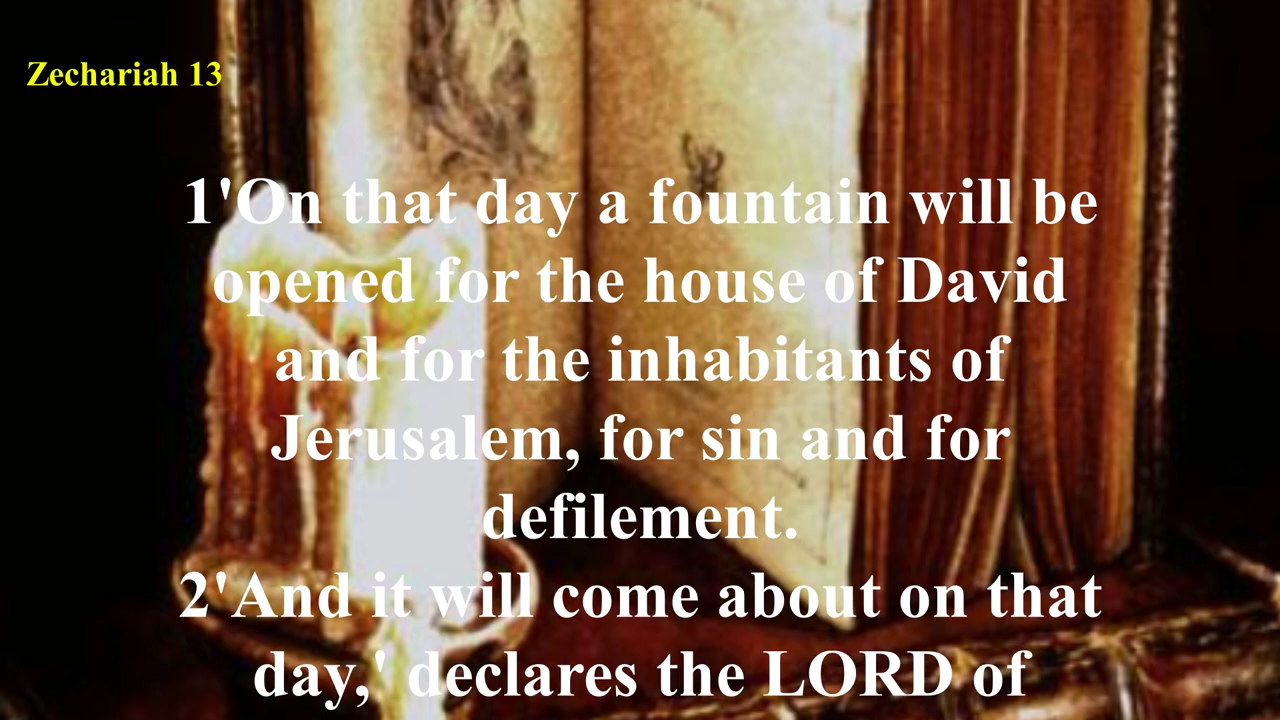 Zechariah 13
1'On that day a fountain will be
opened for the house of David
and for the inhabitants of
Jerusalem, for sin and for
defilement.
2'And it will come about on that
day,' declares the LORD of